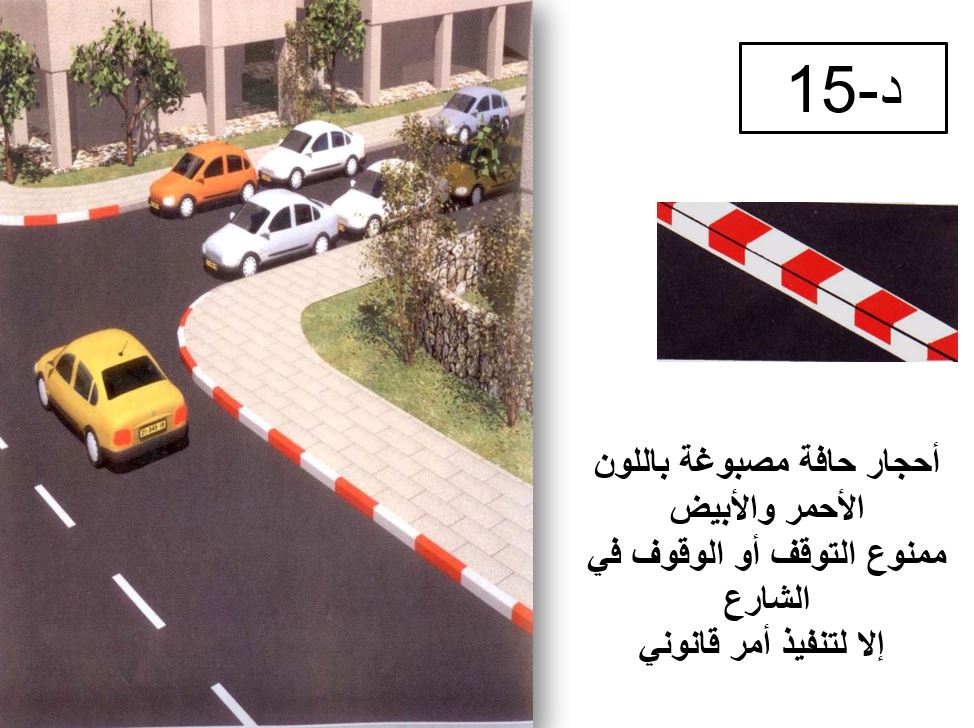 د-15
أحجار حافة مصبوغة باللون
الأحمر والأبيض
ممنوع التوقف أو الوقوف في
الشارع
إلا لتنفيذ أمر قانوني